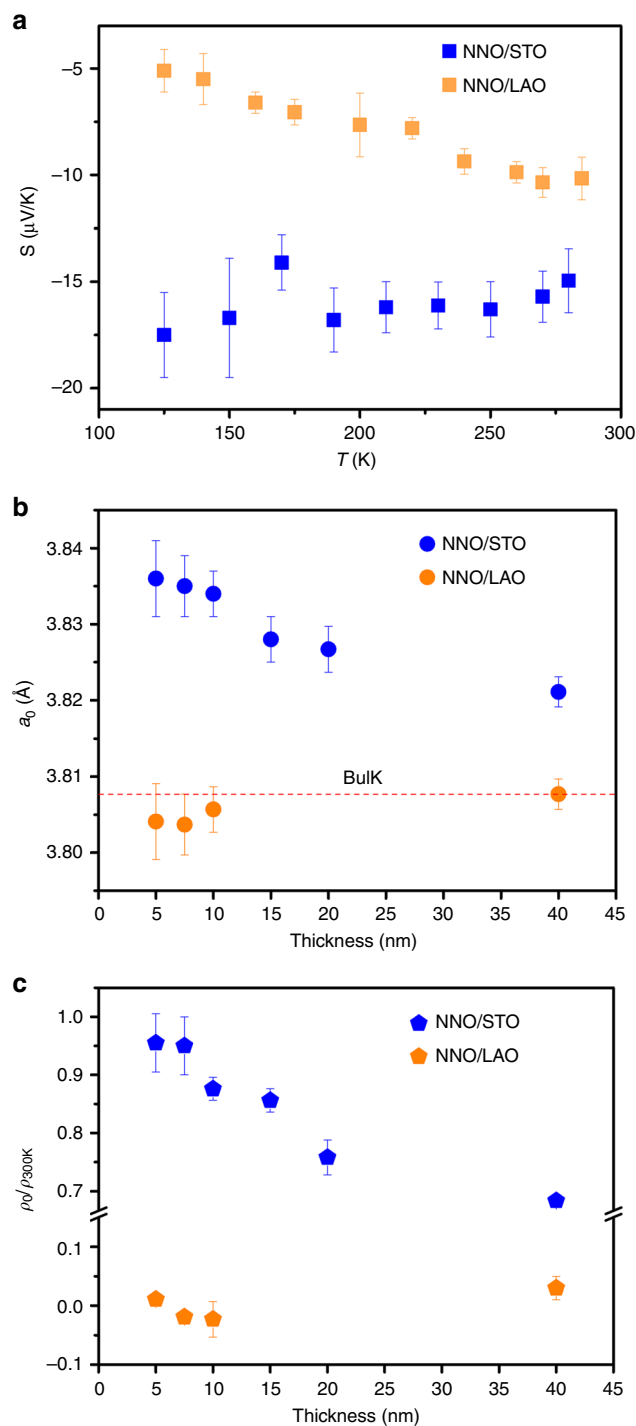 a
−5
−10
−15
−20
S (μV/K)
NNO/STO
NNO/LAO
100 150 200 250 300
T (K)
b
3.84
3.83
3.82
3.81
3.80
a0 (Å)
NNO/STO
NNO/LAO
BulK
0 5 10 15 20 25 30 35 40 45
Thickness (nm)
c
1.0
0.9
0.8
0.7
0.1
0.0
−0.1
ρ0/ρ300K
NNO/STO
NNO/LAO
0 5 10 15 20 25 30 35 40 45
Thickness (nm)